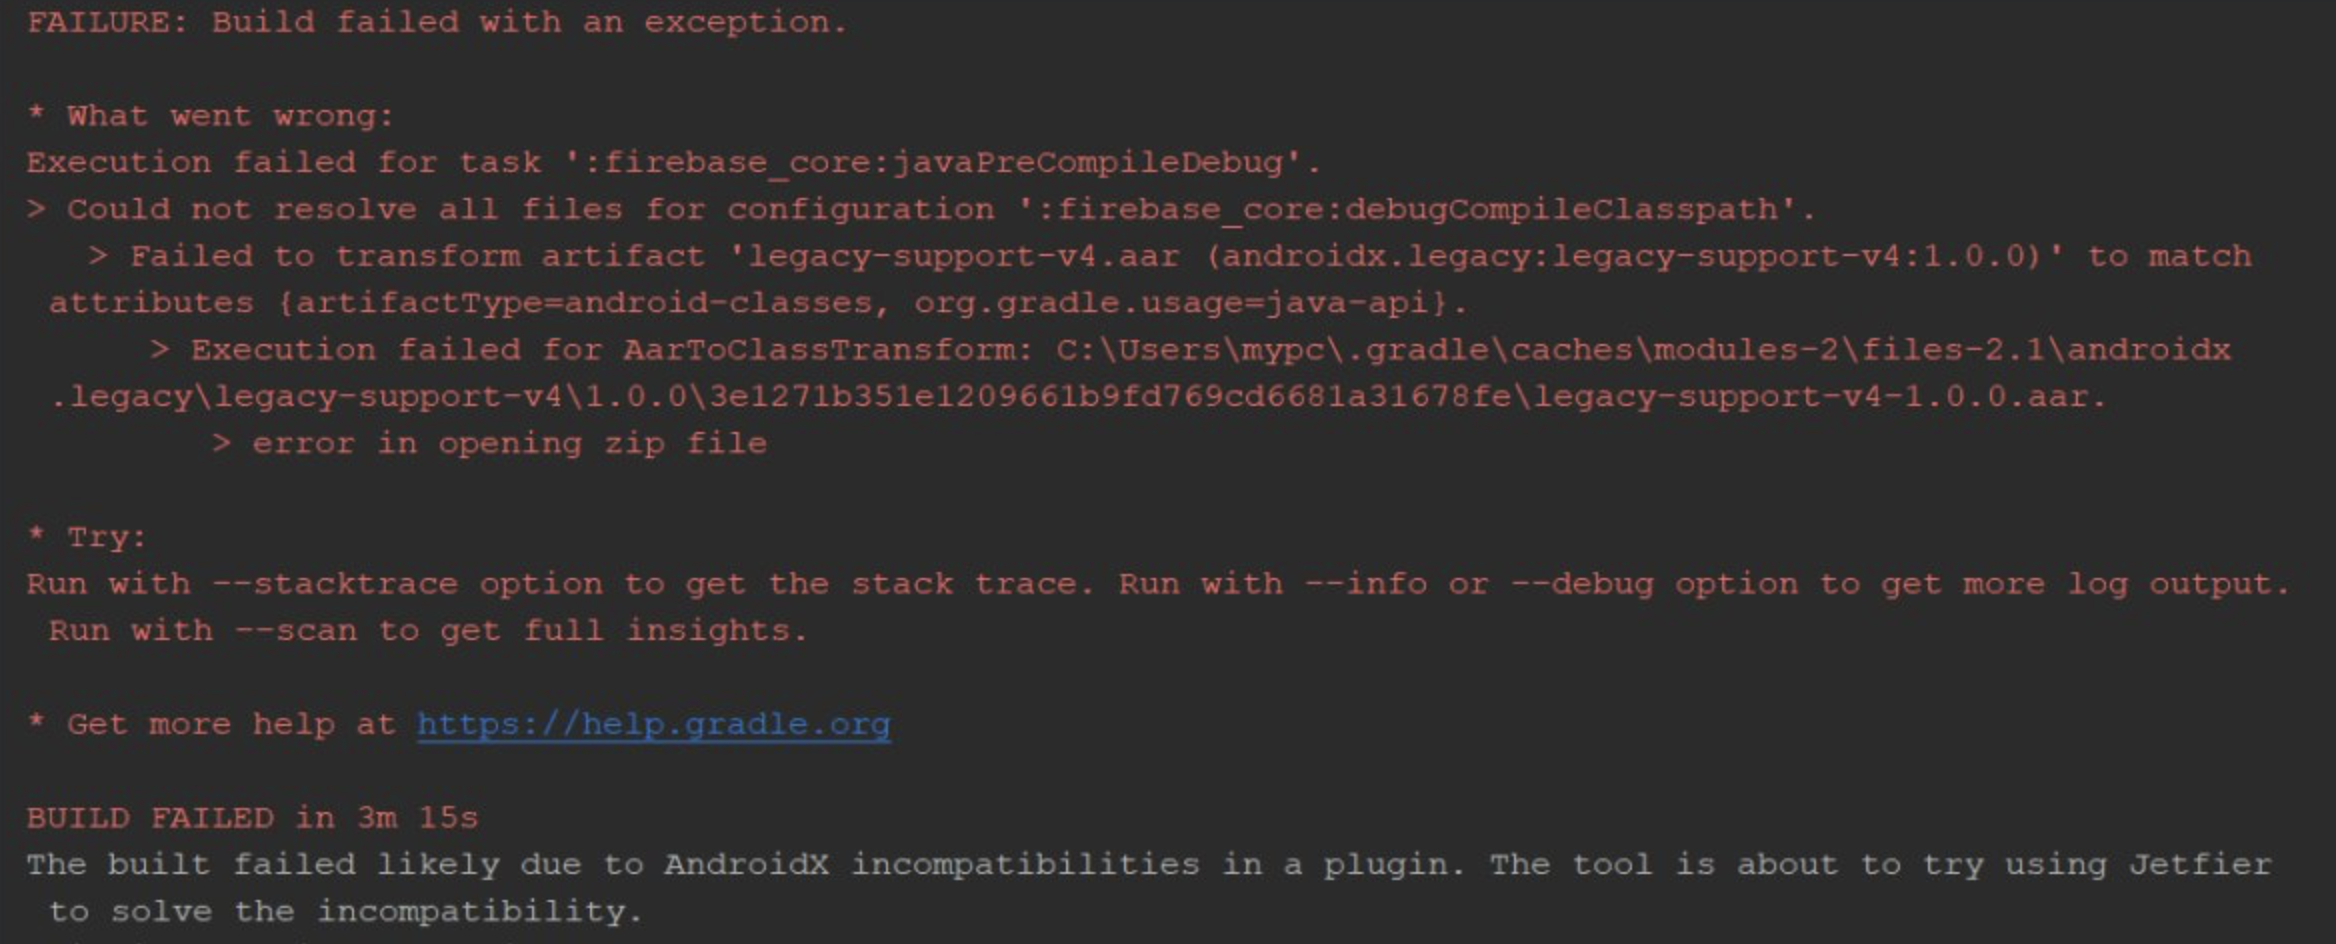 FAILURE: Build failed with an exception.
* What went wrong:
Execution failed for task ':firebase_core:javaPreCompileDebug'.
> Could not resolve all files for configuration ':firebase_core:debugCompileClasspath'.
> Failed to transform artifact 'legacy-support-v4.aar (androidx.legacy:legacy-support-v4:1.0.0)' to match
attributes {artifactType=android-classes, org.gradle.usage=java-api}.
> Execution failed for AarToClassTransform: C:\Users\mypc\.gradle\caches\modules-2\files-2.1\androidx
.legacy\legacy-support-v4\1.0.0\3e1271b351e1209661b9fd769cd6681a31678fe\legacy-support-v4-1.0.0.aar.
> error in opening zip file
* Try:
Run with --stacktrace option to get the stack trace. Run with --info or --debug option to get more log output.
Run with --scan to get full insights.
* Get more help at https://help.gradle.org
BUILD FAILED in 3m 15s
The built failed likely due to AndroidX incompatibilities in a plugin. The tool is about to try using Jetfier
to solve the incompatibility.